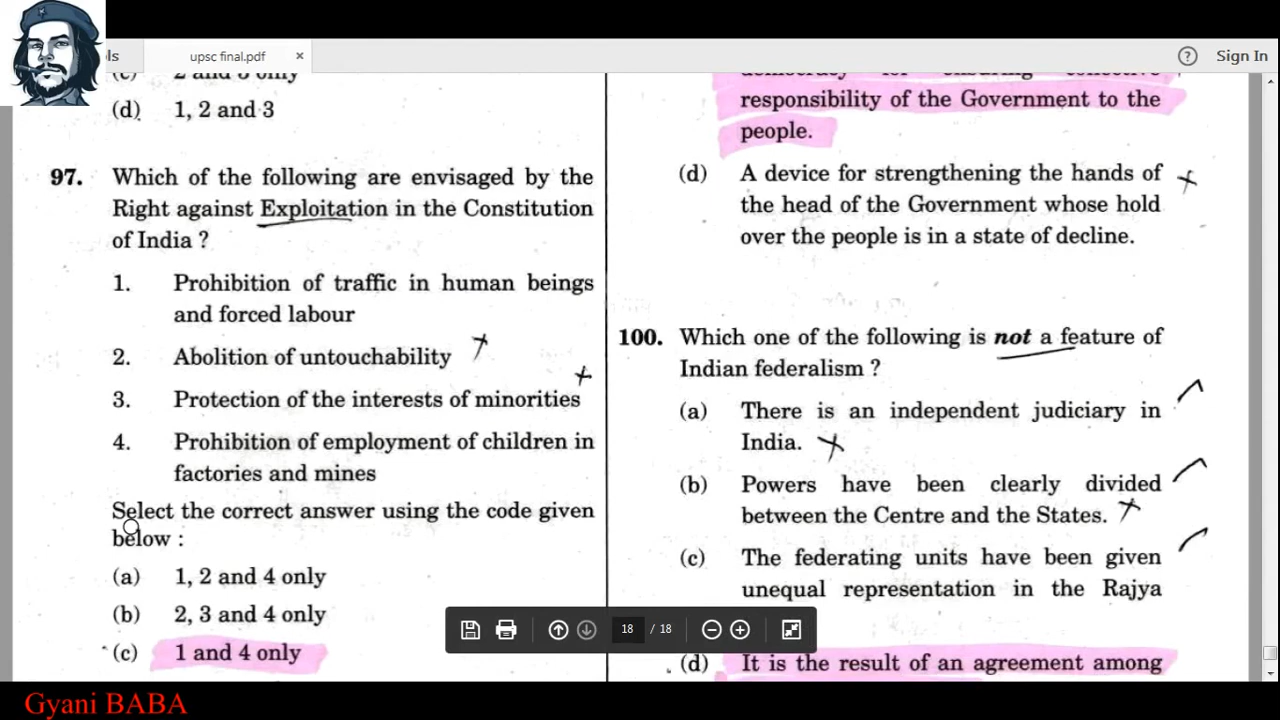 ls
upsc final.pdf ×
? Sign In
(d) 1, 2 and 3
97. Which of the following are envisaged by the
Right against Exploitation in the Constitution
of India ?
1. Prohibition of traffic in human beings
and forced labour
2. Abolition of untouchability
3. Protection of the interests of minorities
4. Prohibition of employment of children in
factories and mines
Select the correct answer using the code given
below :
(a) 1, 2 and 4 only
(b) 2, 3 and 4 only
(c) 1 and 4 only
responsibility of the Government to the
people.
(d) A device for strengthening the hands of
the head of the Government whose hold
over the people is in a state of decline.
100. Which one of the following is not a feature of
Indian federalism ?
(a) There is an independent judiciary in
India.
(b) Powers have been clearly divided
between the Centre and the States.
(c) The federating units have been given
unequal representation in the Rajya
(d) It is the result of an agreement among
18 / 18
Gyani BABA